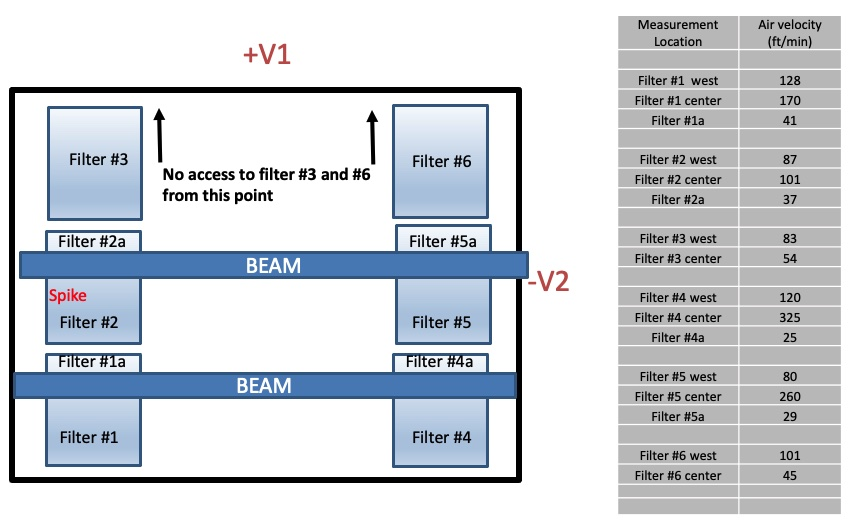 +V1
Filter #3
Filter #6
No access to filter #3 and #6
from this point
Filter #2a
Filter #5a
BEAM
-V2
Spike
Filter #2
Filter #5
Filter #1a
Filter #4a
BEAM
Filter #1
Filter #4
Measurement Location Air velocity (ft/min)
Filter #1 west 128
Filter #1 center 170
Filter #1a 41
Filter #2 west 87
Filter #2 center 101
Filter #2a 37
Filter #3 west 83
Filter #3 center 54
Filter #4 west 120
Filter #4 center 325
Filter #4a 25
Filter #5 west 80
Filter #5 center 260
Filter #5a 29
Filter #6 west 101
Filter #6 center 45